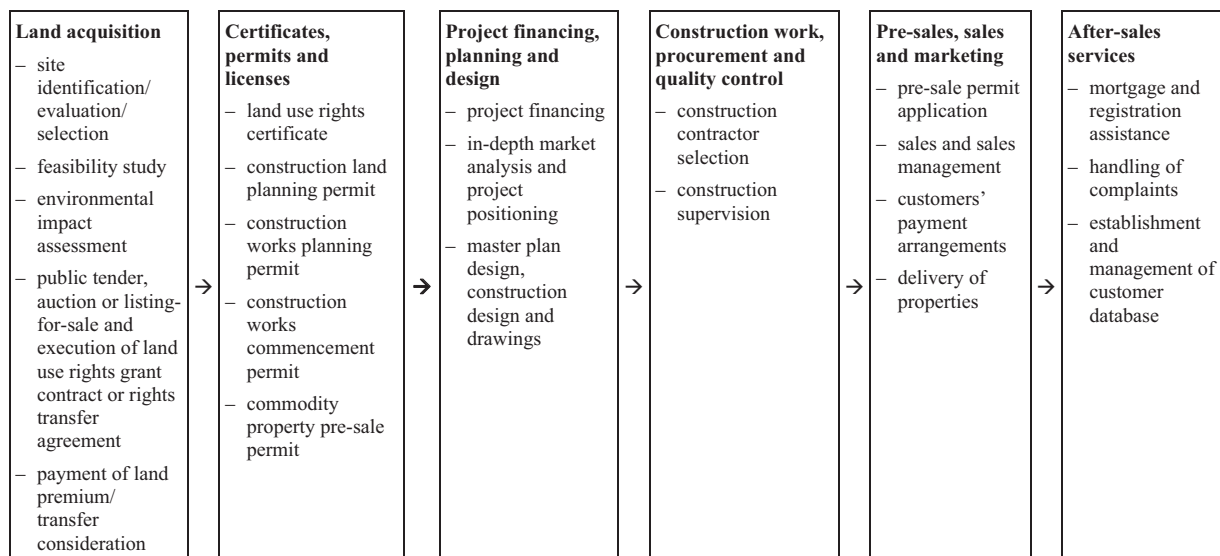 Land acquisition
– site
identification/
evaluation/
selection
– feasibility study
– environmental
impact
assessment
– public tender,
auction or listing-
for-sale and
execution of land
use rights grant
contract or rights
transfer
agreement
– payment of land
premium/
transfer
consideration
→
Certificates,
permits and
licenses
– land use rights
certificate
– construction land
planning permit
– construction
works planning
permit
– construction
works
commencement
permit
– commodity
property pre-sale
permit
→
Project financing,
planning and
design
– project financing
– in-depth market
analysis and
project
positioning
– master plan
design,
construction
design and
drawings
→
Construction work,
procurement and
quality control
– construction
contractor
selection
– construction
supervision
→
Pre-sales, sales
and marketing
– pre-sale permit
application
– sales and sales
management
– customers’
payment
arrangements
– delivery of
properties
→
After-sales
services
– mortgage and
registration
assistance
– handling of
complaints
– establishment
and
management of
customer
database